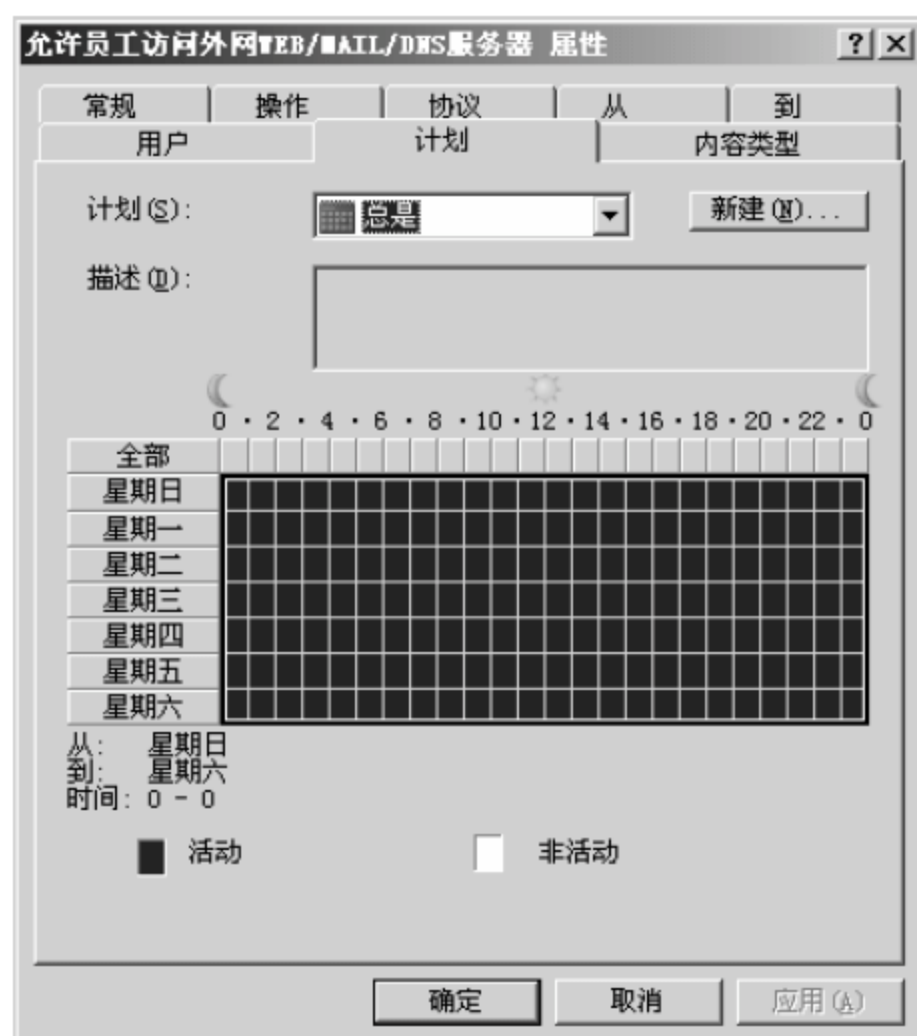 允许员工访问外网WEB/MAIL/DNS服务器 属性
常规 操作 协议 从 到
用户 计划 内容类型
计划(S): 总是 新建(N)...
描述(D):
0 · 2 · 4 · 6 · 8 · 10 · 12 · 14 · 16 · 18 · 20 · 22 · 0
全部
星期日
星期一
星期二
星期三
星期四
星期五
星期六
从: 星期日
到: 星期六
时间: 0 - 0
活动 非活动
确定 取消 应用(A)